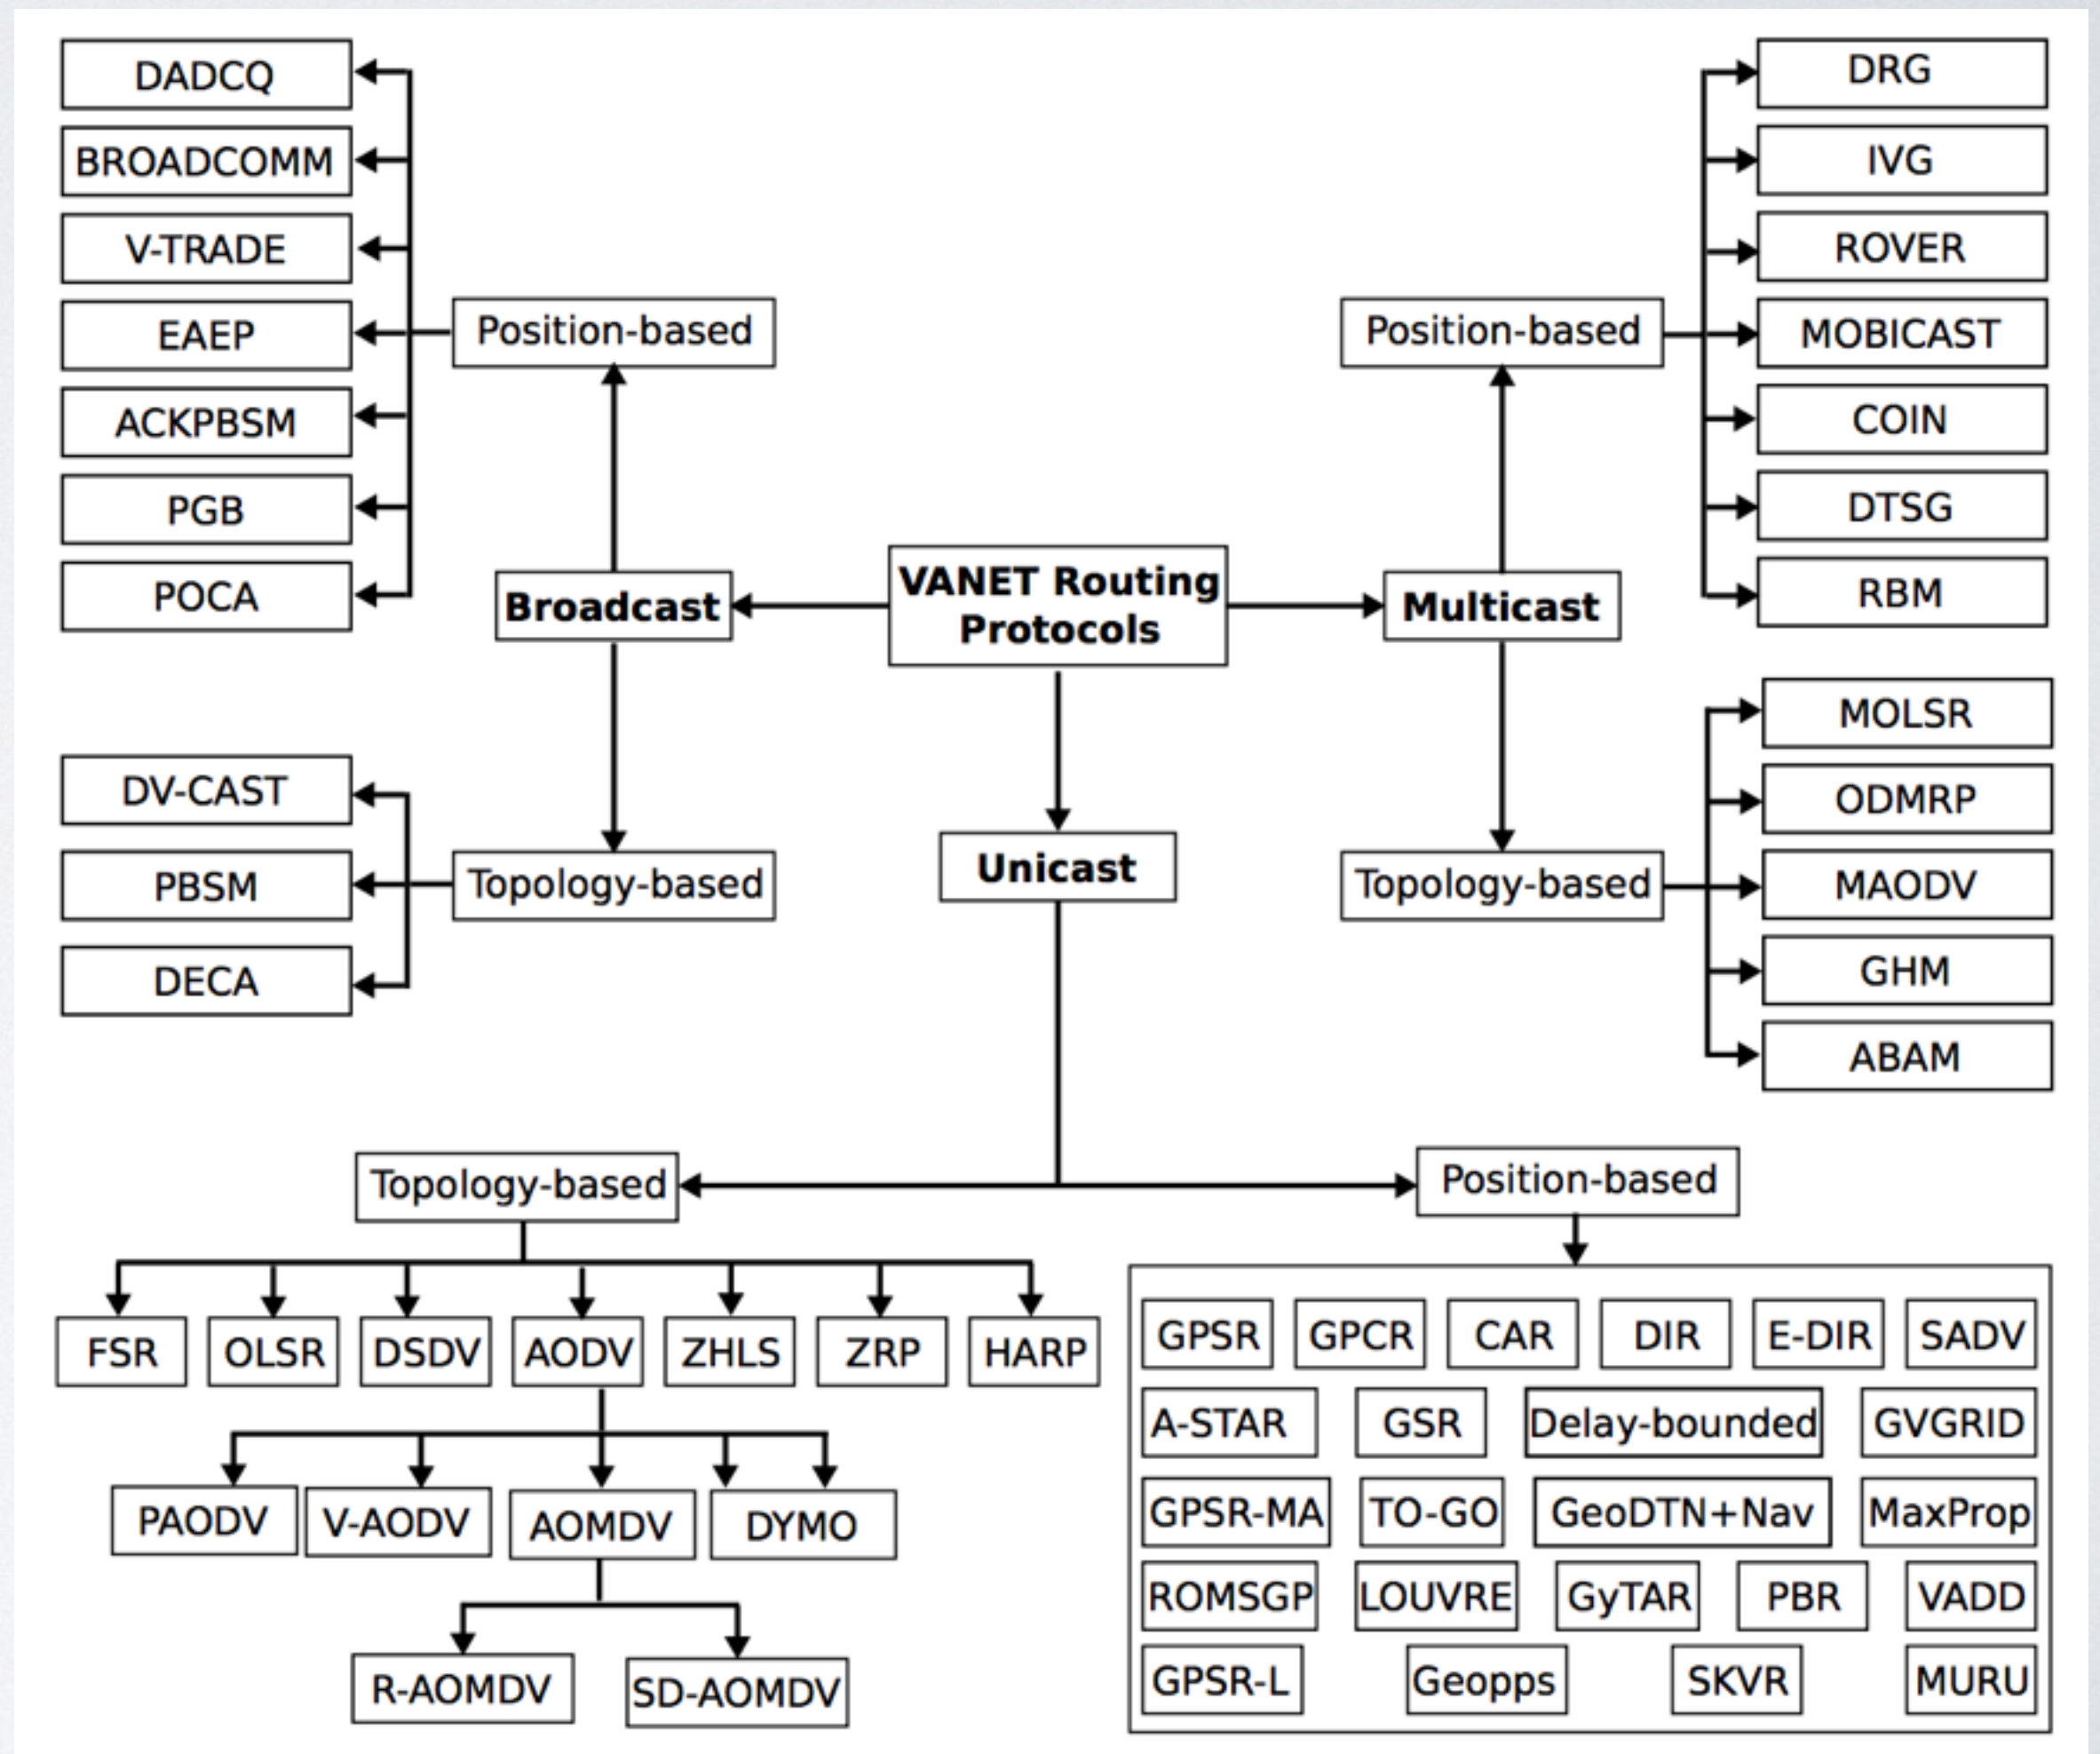 DADCQ
BROADCOMM
V-TRADE
EAEP
ACKPBSM
PGB
POCA
Position-based
Broadcast
VANET Routing
Protocols
Multicast
Position-based
DRG
IVG
ROVER
MOBICAST
COIN
DTSG
RBM
DV-CAST
PBSM
DECA
Topology-based
Unicast
Topology-based
MOLSR
ODMRP
MAODV
GHM
ABAM
Topology-based
Position-based
FSR OLSR DSDV AODV ZHLS ZRP HARP
PAODV V-AODV AOMDV DYMO
R-AOMDV SD-AOMDV
GPSR GPCR CAR DIR E-DIR SADV
A-STAR GSR Delay-bounded GVGRID
GPSR-MA TO-GO GeoDTN+Nav MaxProp
ROMSGP LOUVRE GyTAR PBR VADD
GPSR-L Geopps SKVR MURU